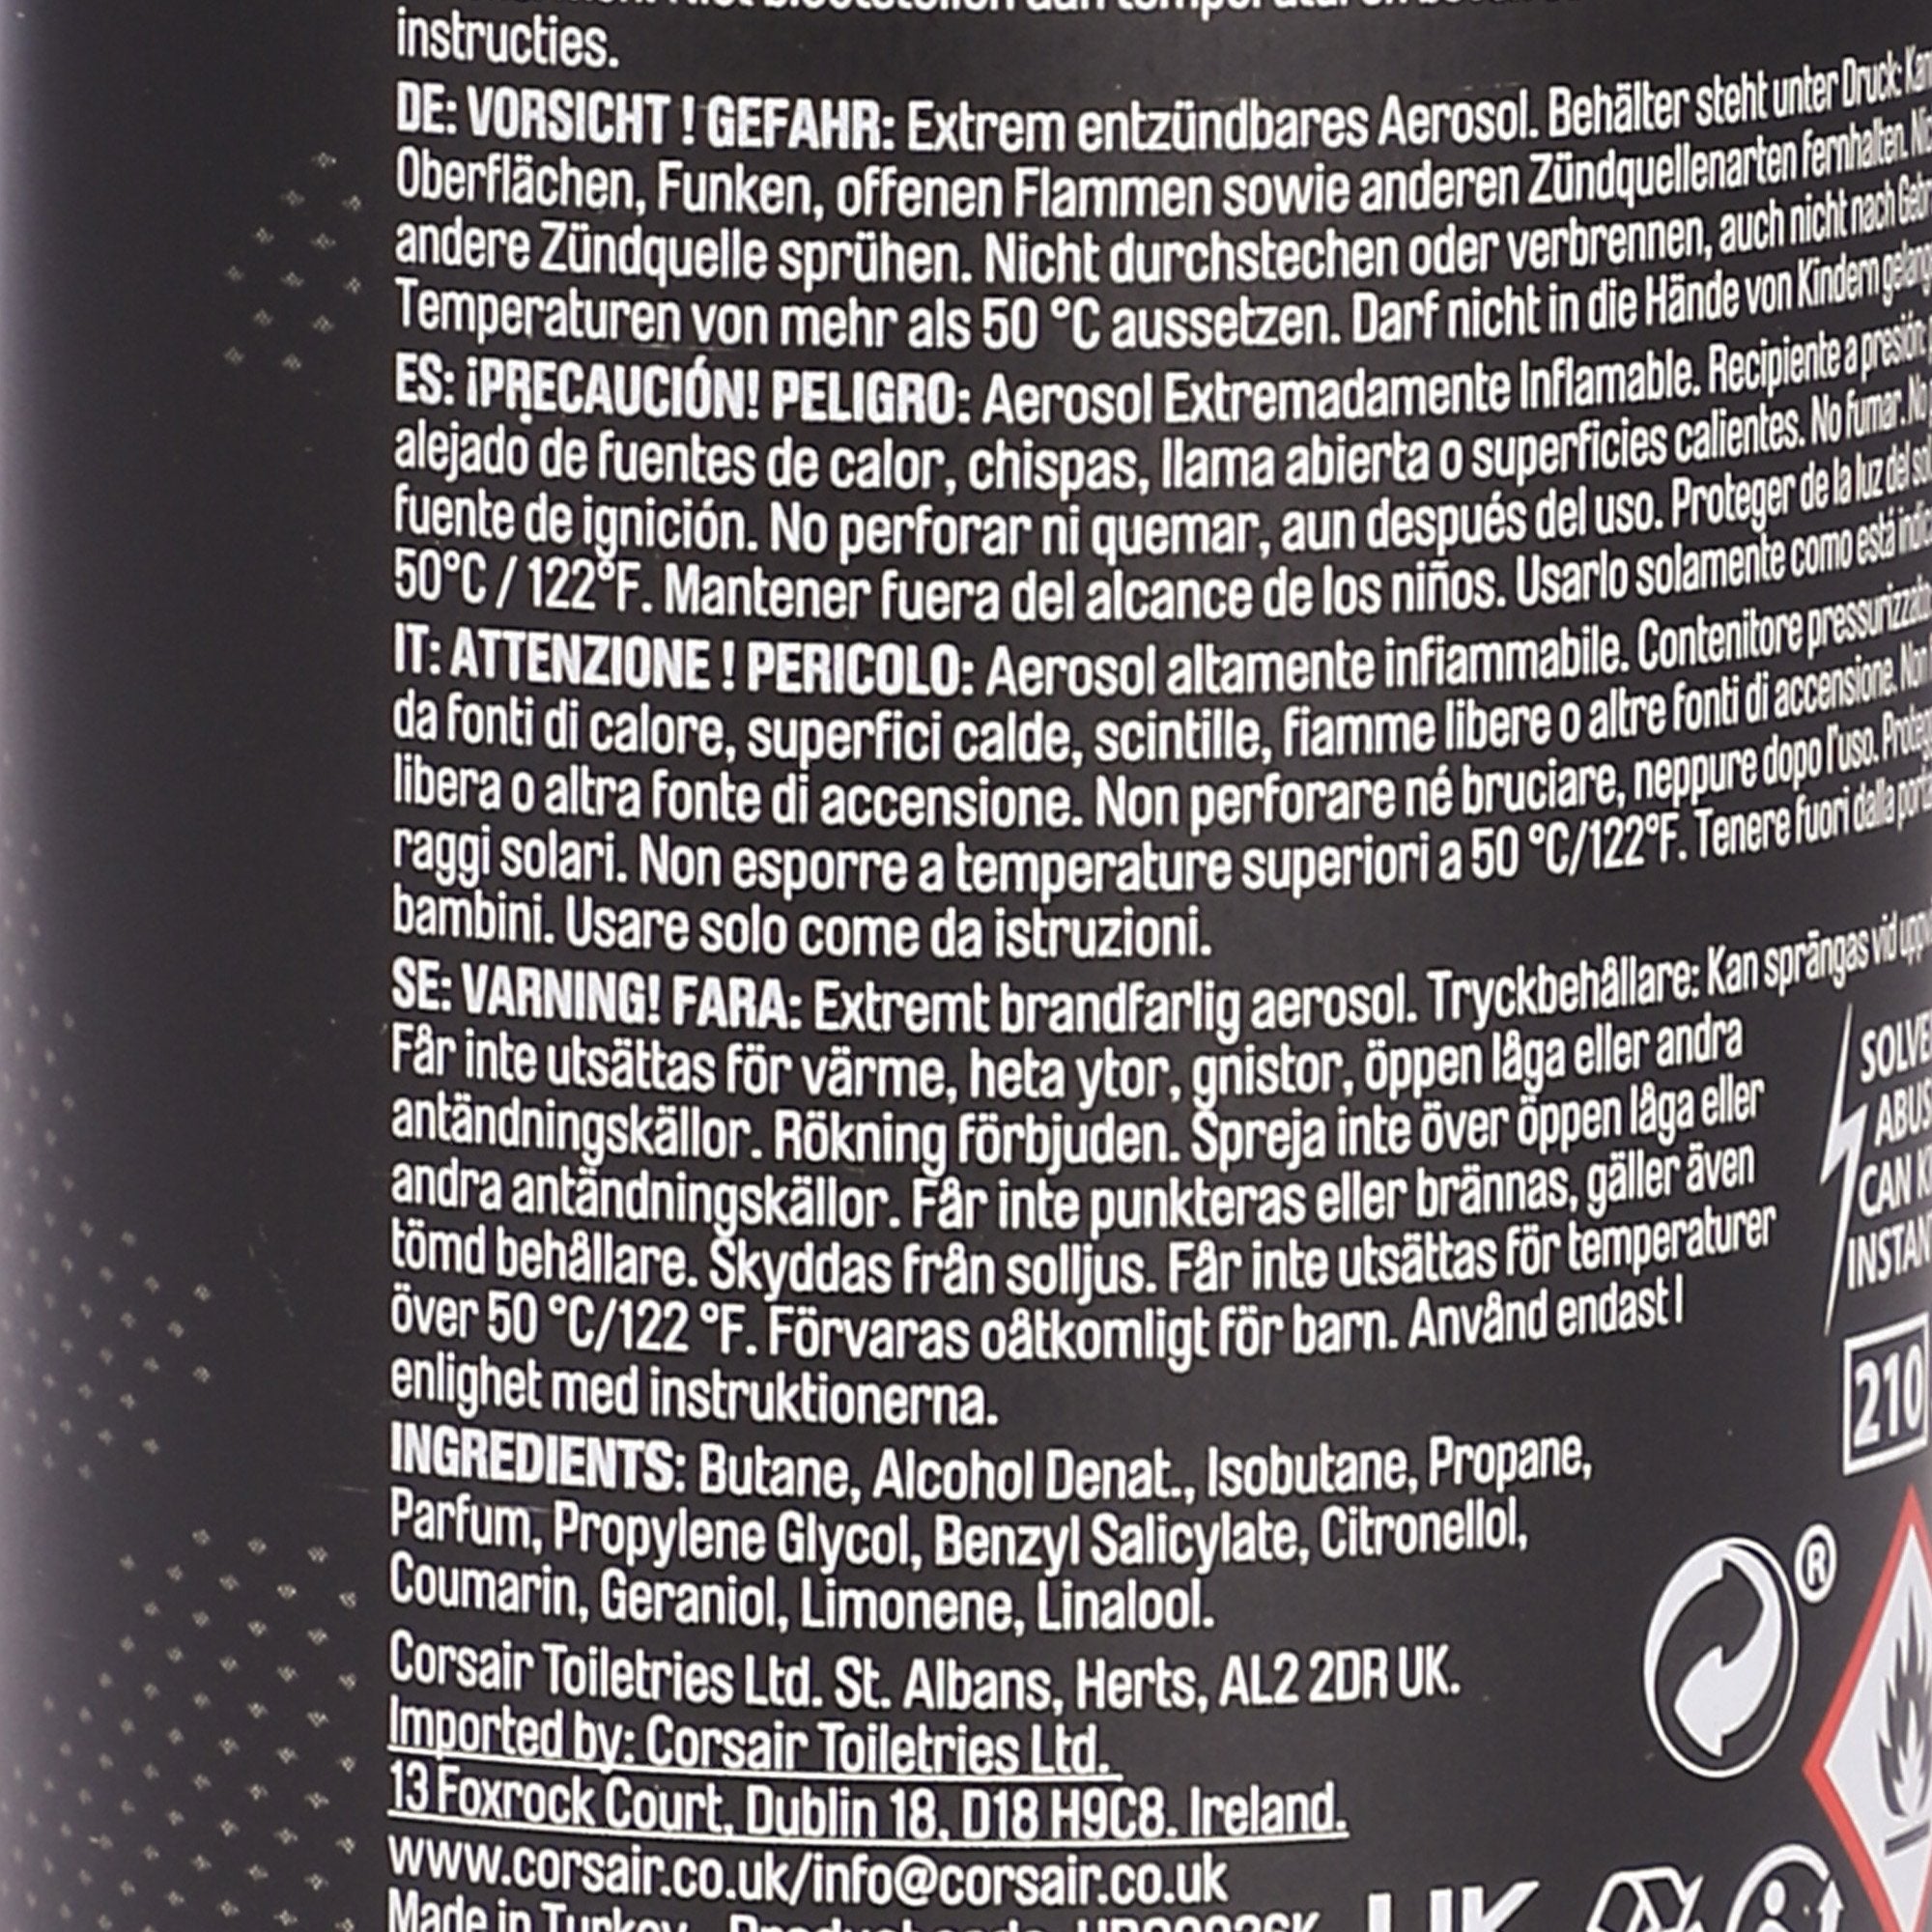 instructies.
DE: VORSICHT ! GEFAHR: Extrem entzündbares Aerosol. Behälter steht unter Druck:
Oberflächen, Funken, offenen Flammen sowie anderen Zündquellenarten fernhalten.
andere Zündquelle sprühen. Nicht durchstechen oder verbrennen, auch nicht nach
Temperaturen von mehr als 50 °C aussetzen. Darf nicht in die Hände von Kindern
ES: ¡PRECAUCIÓN! PELIGRO: Aerosol Extremadamente Inflamable. Recipiente a presión:
alejado de fuentes de calor, chispas, llama abierta o superficies calientes. No fumar.
fuente de ignición. No perforar ni quemar, aun después del uso. Proteger de la luz del
50°C / 122°F. Mantener fuera del alcance de los niños. Usarlo solamente como está
IT: ATTENZIONE ! PERICOLO: Aerosol altamente infiammabile. Contenitore
da fonti di calore, superfici calde, scintille, fiamme libere o altre fonti di accensione. Non
libera o altra fonte di accensione. Non perforare né bruciare, neppure dopo l'uso.
raggi solari. Non esporre a temperature superiori a 50 °C/122°F. Tenere fuori dalla
bambini. Usare solo come da istruzioni.
SE: VARNING! FARA: Extremt brandfarlig aerosol. Tryckbehållare: Kan sprängas vid
Får inte utsättas för värme, heta ytor, gnistor, öppen låga eller andra
antändningskällor. Rökning förbjuden. Spreja inte över öppen låga eller
andra antändningskällor. Får inte punkteras eller brännas, gäller även
tömd behållare. Skyddas från solljus. Får inte utsättas för temperaturer
över 50 °C/122 °F. Förvaras oåtkomligt för barn. Använd endast I
enlighet med instruktionerna.
INGREDIENTS: Butane, Alcohol Denat., Isobutane, Propane,
Parfum, Propylene Glycol, Benzyl Salicylate, Citronellol,
Coumarin, Geraniol, Limonene, Linalool.
Corsair Toiletries Ltd. St. Albans, Herts, AL2 2DR UK.
Imported by: Corsair Toiletries Ltd.
13 Foxrock Court, Dublin 18, D18 H9C8. Ireland.
www.corsair.co.uk/info@corsair.co.uk
Made in Turkey
CAN
210
®
UK